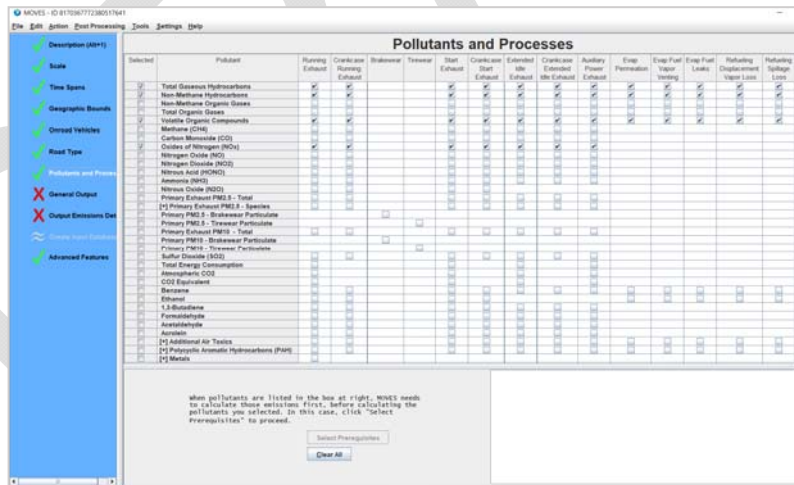 MOVES - ID 8170367772380517641
File Edit Action Post Processing Tools Settings Help
Description (Alt+1)
Scale
Time Spans
Geographic Bounds
Onroad Vehicles
Road Type
Pollutants and Proces
General Output
Output Emissions Det
Create Input Database
Advanced Features
Pollutants and Processes
Selected Pollutant Running Exhaust Crankcase Running Exhaust Brakewear Tirewear Start Exhaust Crankcase Start Exhaust Extended Idle Exhaust Crankcase Extended Idle Exhaust Auxiliary Power Exhaust Evap Permeation Evap Fuel Vapor Venting Evap Fuel Leaks Refueling Displacement Vapor Loss Refueling Spillage Loss
Total Gaseous Hydrocarbons
Non-Methane Hydrocarbons
Non-Methane Organic Gases
Total Organic Gases
Volatile Organic Compounds
Methane (CH4)
Carbon Monoxide (CO)
Oxides of Nitrogen (NOx)
Nitrogen Oxide (NO)
Nitrogen Dioxide (NO2)
Nitrous Acid (HONO)
Ammonia (NH3)
Nitrous Oxide (N2O)
Primary Exhaust PM2.5 - Total
[+] Primary Exhaust PM2.5 - Species
Primary PM2.5 - Brakewear Particulate
Primary PM2.5 - Tirewear Particulate
Primary Exhaust PM10 - Total
Primary PM10 - Brakewear Particulate
Primary PM10 - Tirewear Particulate
Sulfur Dioxide (SO2)
Total Energy Consumption
Atmospheric CO2
CO2 Equivalent
Benzene
Ethanol
1,3-Butadiene
Formaldehyde
Acetaldehyde
Acrolein
[+] Additional Air Toxics
[+] Polycyclic Aromatic Hydrocarbons (PAH)
[+] Metals
When pollutants are listed in the box at right, MOVES needs
to calculate those emissions first, before calculating the
pollutants you selected. In this case, click "Select
Prerequisites" to proceed.
Select Prerequisites
Clear All